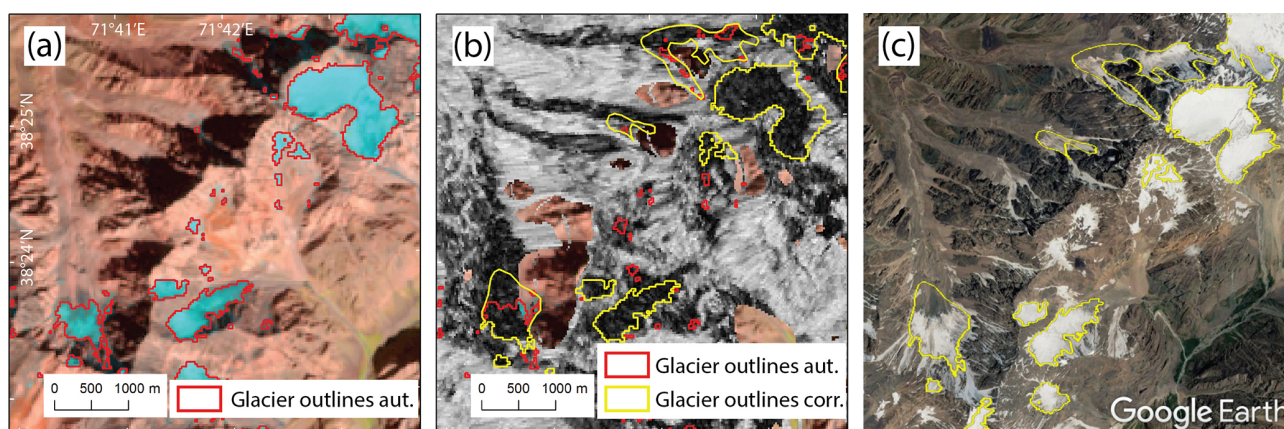 (a)
71°41′E
71°42′E
38°25′N
38°24′N
0 500 1000 m
Glacier outlines aut.
(b)
Glacier outlines aut.
0 500 1000 m
Glacier outlines corr.
(c)
Google Earth